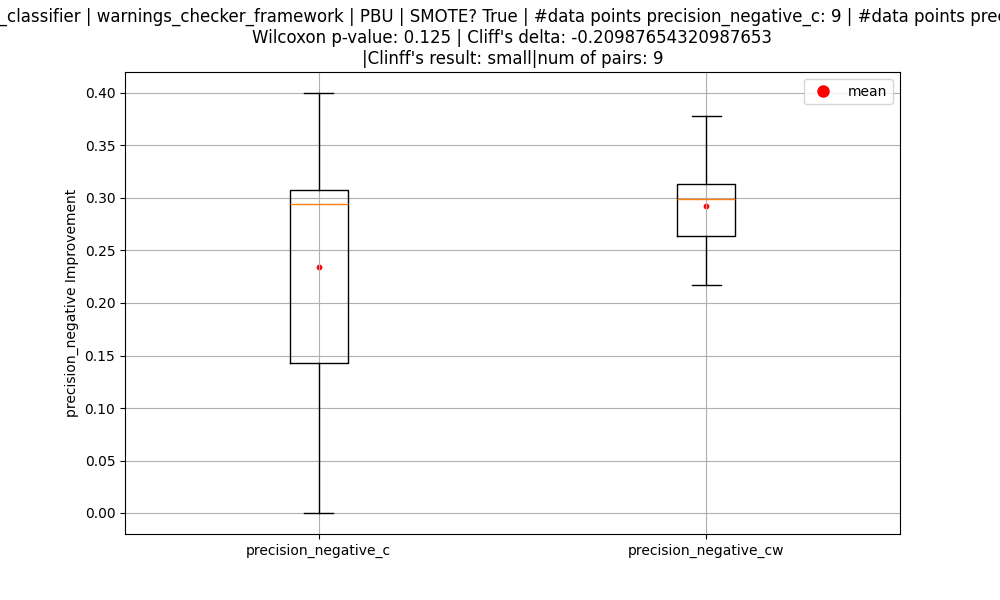 _classifier | warnings_checker_framework | PBU | SMOTE? True | #data points precision_negative_c: 9 | #data points pre
Wilcoxon p-value: 0.125 | Cliff's delta: -0.20987654320987653
|Clinff's result: small|num of pairs: 9
mean
0.40
0.35
0.30
0.25
0.20
0.15
0.10
0.05
0.00
precision_negative Improvement
precision_negative_c
precision_negative_cw